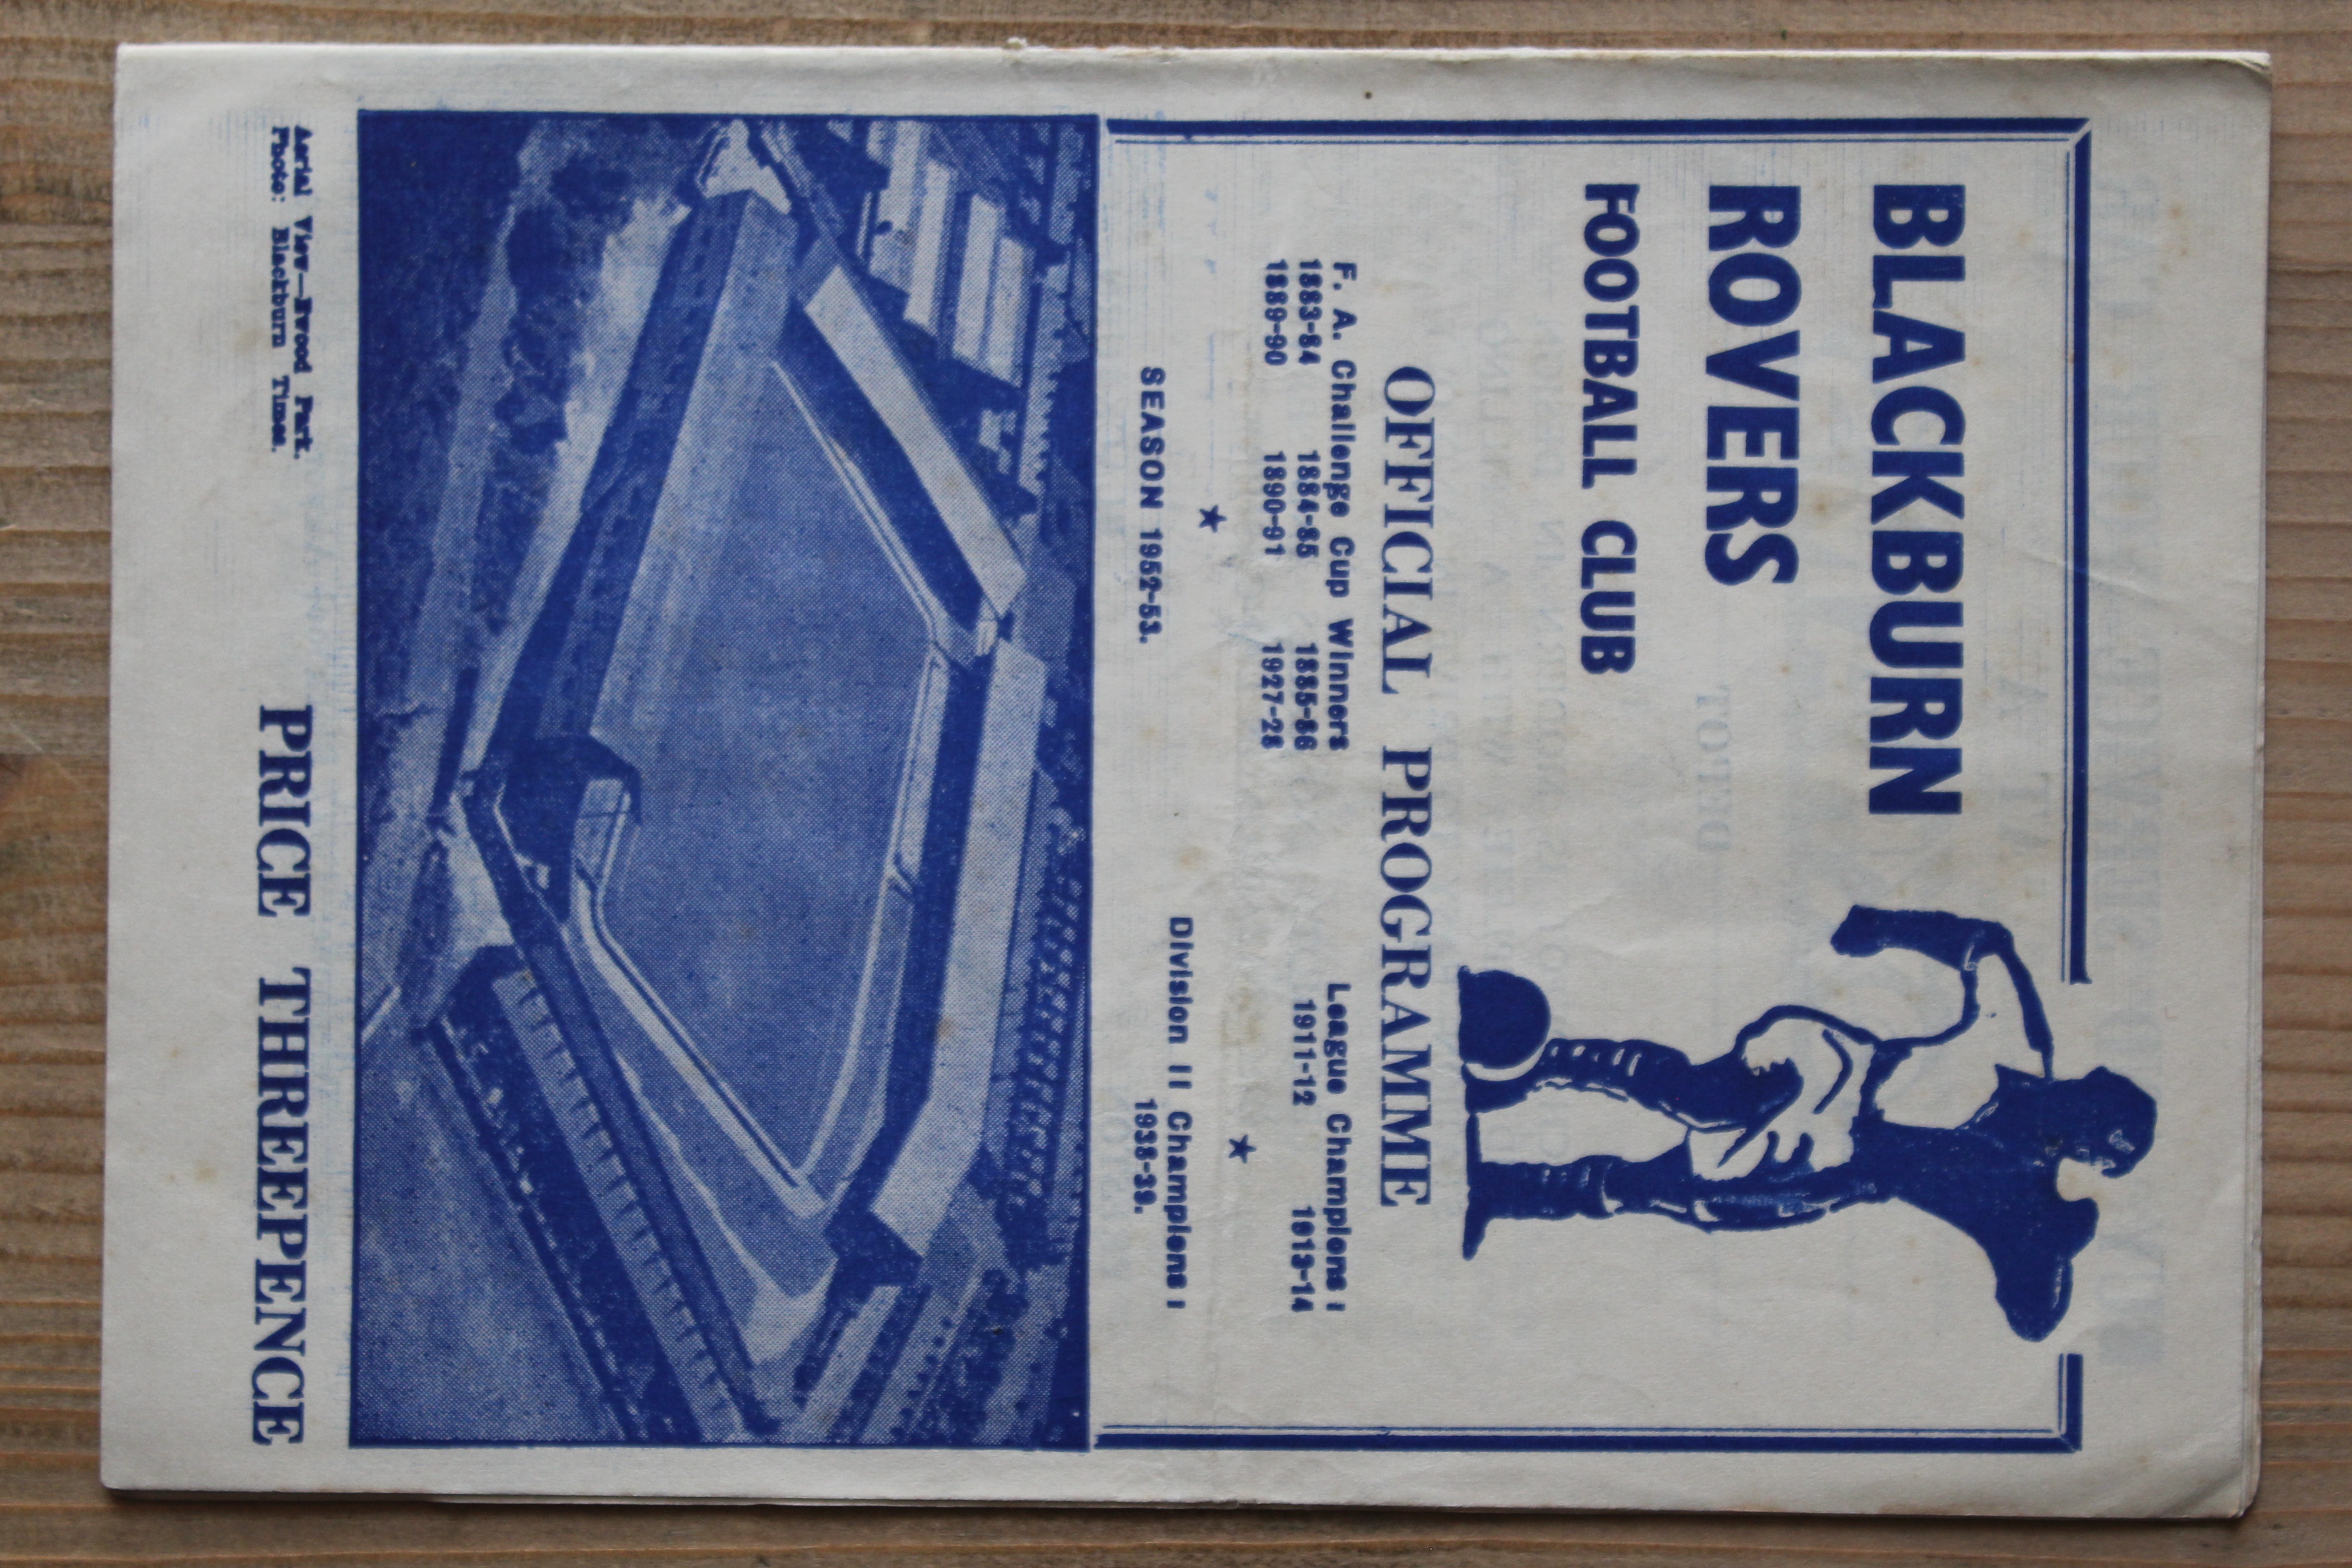 BLACKBURN
ROVERS
FOOTBALL CLUB
OFFICIAL PROGRAMME
F. A. Challenge Cup Winners
1883-84 1884-85 1885-86
1889-90 1890-91 1927-28
League Champions :
1911-12 1913-14
SEASON 1952-53.
Division II Champions :
1938-39.
Aerial View—Ewood Park.
Photo: Blackburn Times.
PRICE THREEPENCE